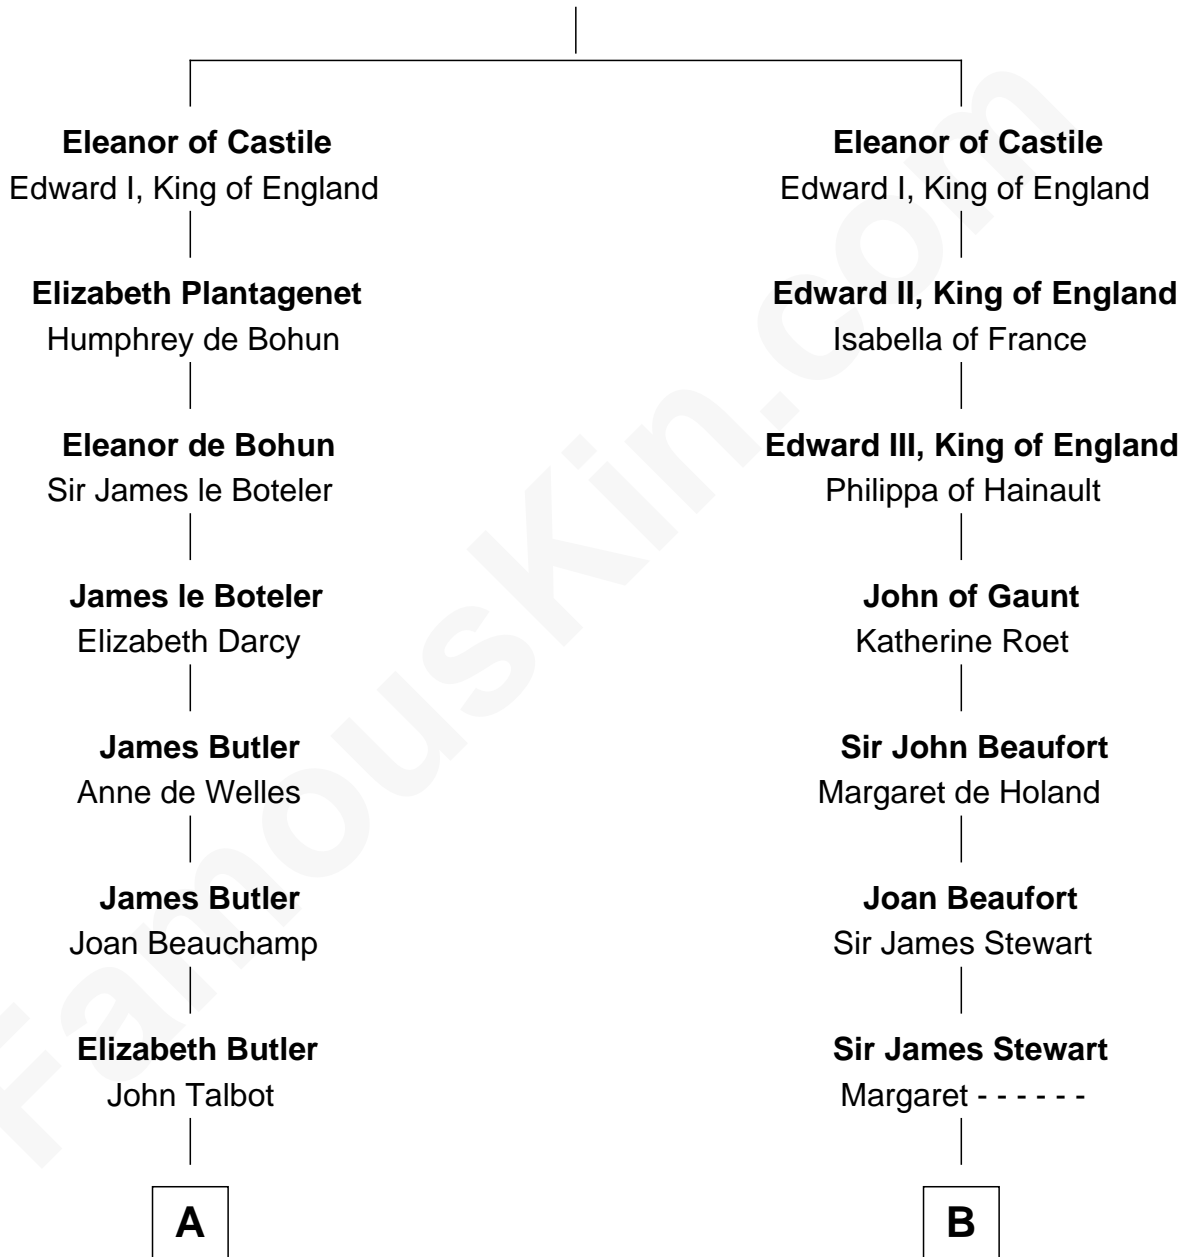 Eleanor of Castile
Edward I, King of England
Elizabeth Plantagenet
Humphrey de Bohun
Eleanor de Bohun
Sir James le Boteler
James le Boteler
Elizabeth Darcy
James Butler
Anne de Welles
James Butler
Joan Beauchamp
Elizabeth Butler
John Talbot
A
Eleanor of Castile
Edward I, King of England
Edward II, King of England
Isabella of France
Edward III, King of England
Philippa of Hainault
John of Gaunt
Katherine Roet
Sir John Beaufort
Margaret de Holand
Joan Beaufort
Sir James Stewart
Sir James Stewart
Margaret - - - - - -
B
FamousKin.com